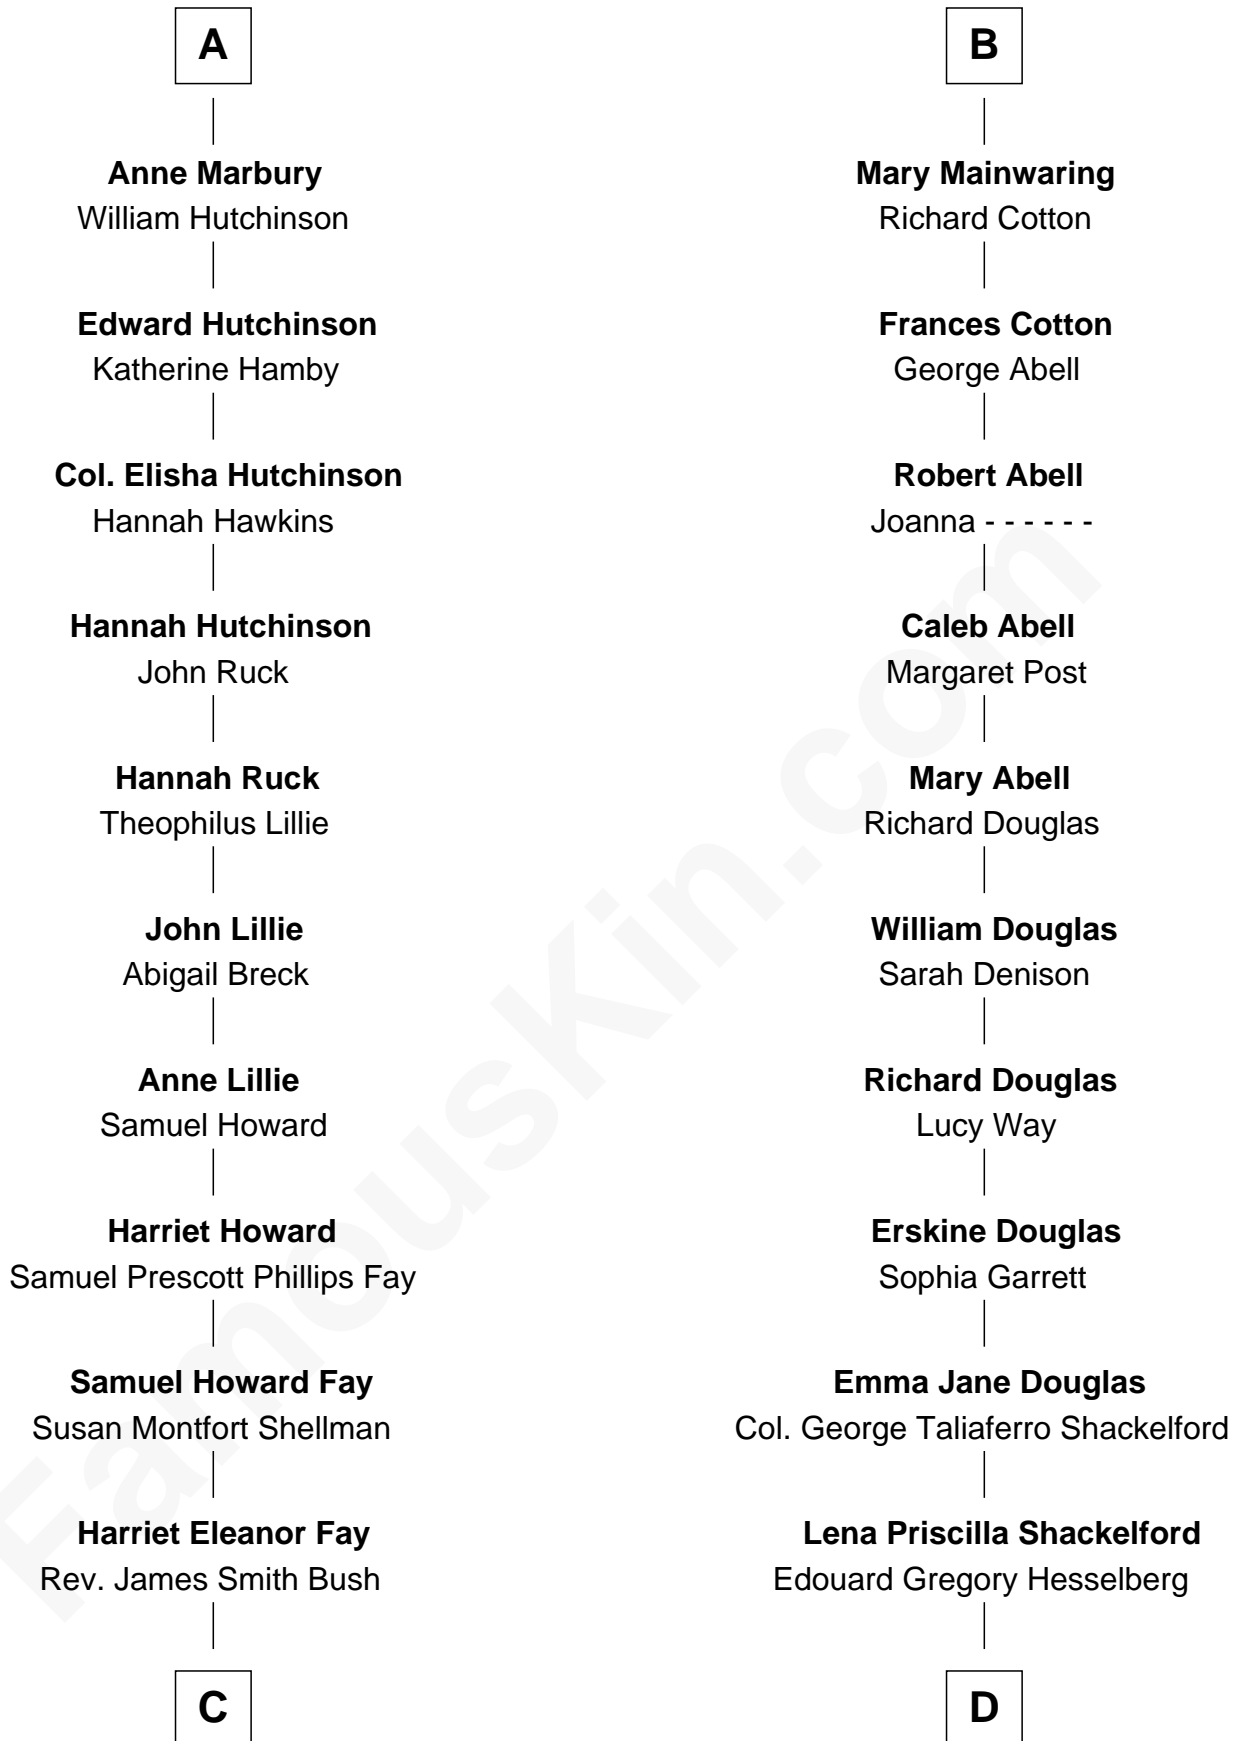 A
Anne Marbury
William Hutchinson
Edward Hutchinson
Katherine Hamby
Col. Elisha Hutchinson
Hannah Hawkins
Hannah Hutchinson
John Ruck
Hannah Ruck
Theophilus Lillie
John Lillie
Abigail Breck
Anne Lillie
Samuel Howard
Harriet Howard
Samuel Prescott Phillips Fay
Samuel Howard Fay
Susan Montfort Shellman
Harriet Eleanor Fay
Rev. James Smith Bush
C
B
Mary Mainwaring
Richard Cotton
Frances Cotton
George Abell
Robert Abell
Joanna - - - - - -
Caleb Abell
Margaret Post
Mary Abell
Richard Douglas
William Douglas
Sarah Denison
Richard Douglas
Lucy Way
Erskine Douglas
Sophia Garrett
Emma Jane Douglas
Col. George Taliaferro Shackelford
Lena Priscilla Shackelford
Edouard Gregory Hesselberg
D
FamousKin.com